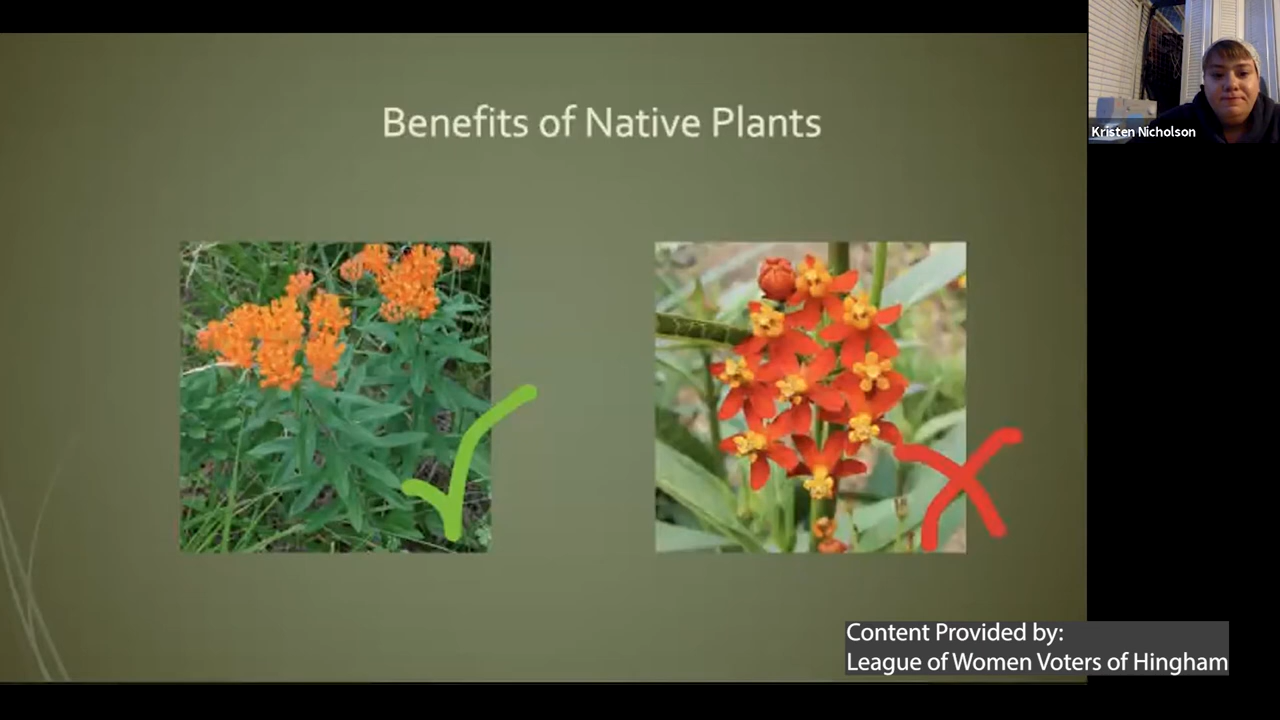 Benefits of Native Plants
Kristen Nicholson
Content Provided by:
League of Women Voters of Hingham